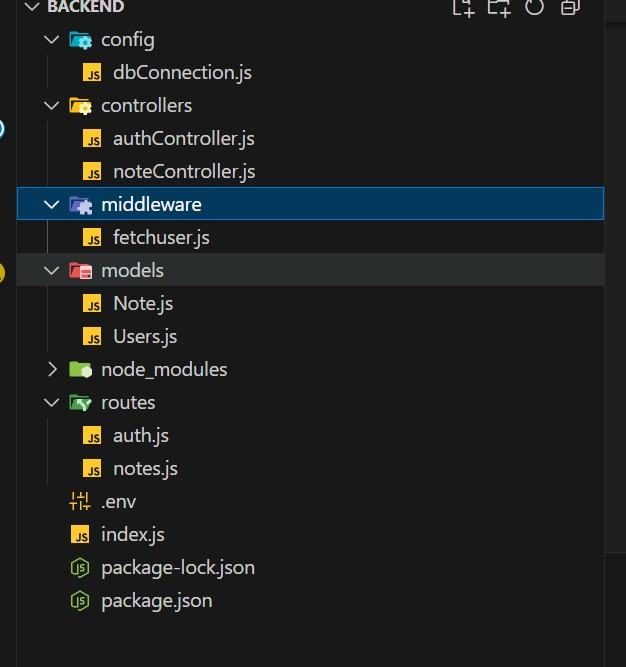 BACKEND
config
JS dbConnection.js
controllers
JS authController.js
JS noteController.js
middleware
JS fetchuser.js
models
JS Note.js
JS Users.js
node_modules
routes
JS auth.js
JS notes.js
.env
JS index.js
JS package-lock.json
JS package.json